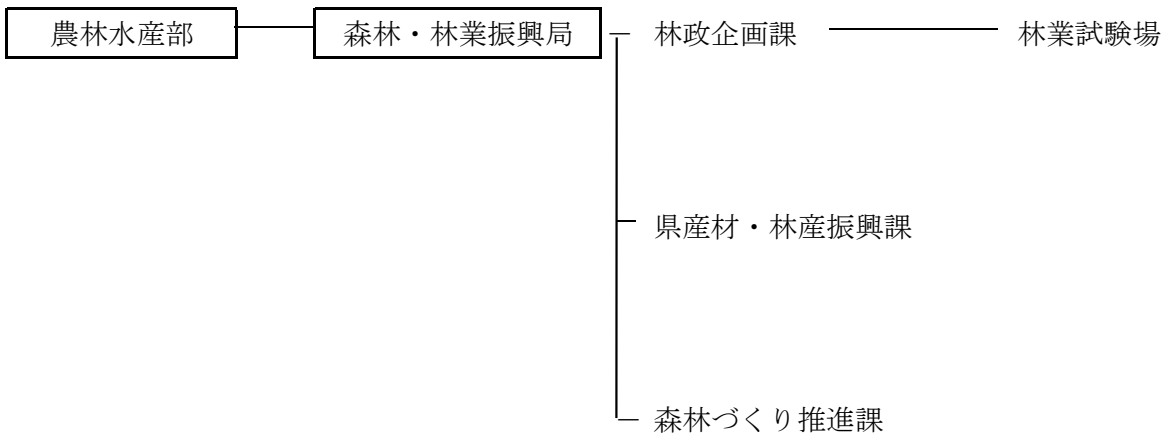 農林水産部 森林・林業振興局 林政企画課 林業試験場
県産材・林産振興課
森林づくり推進課